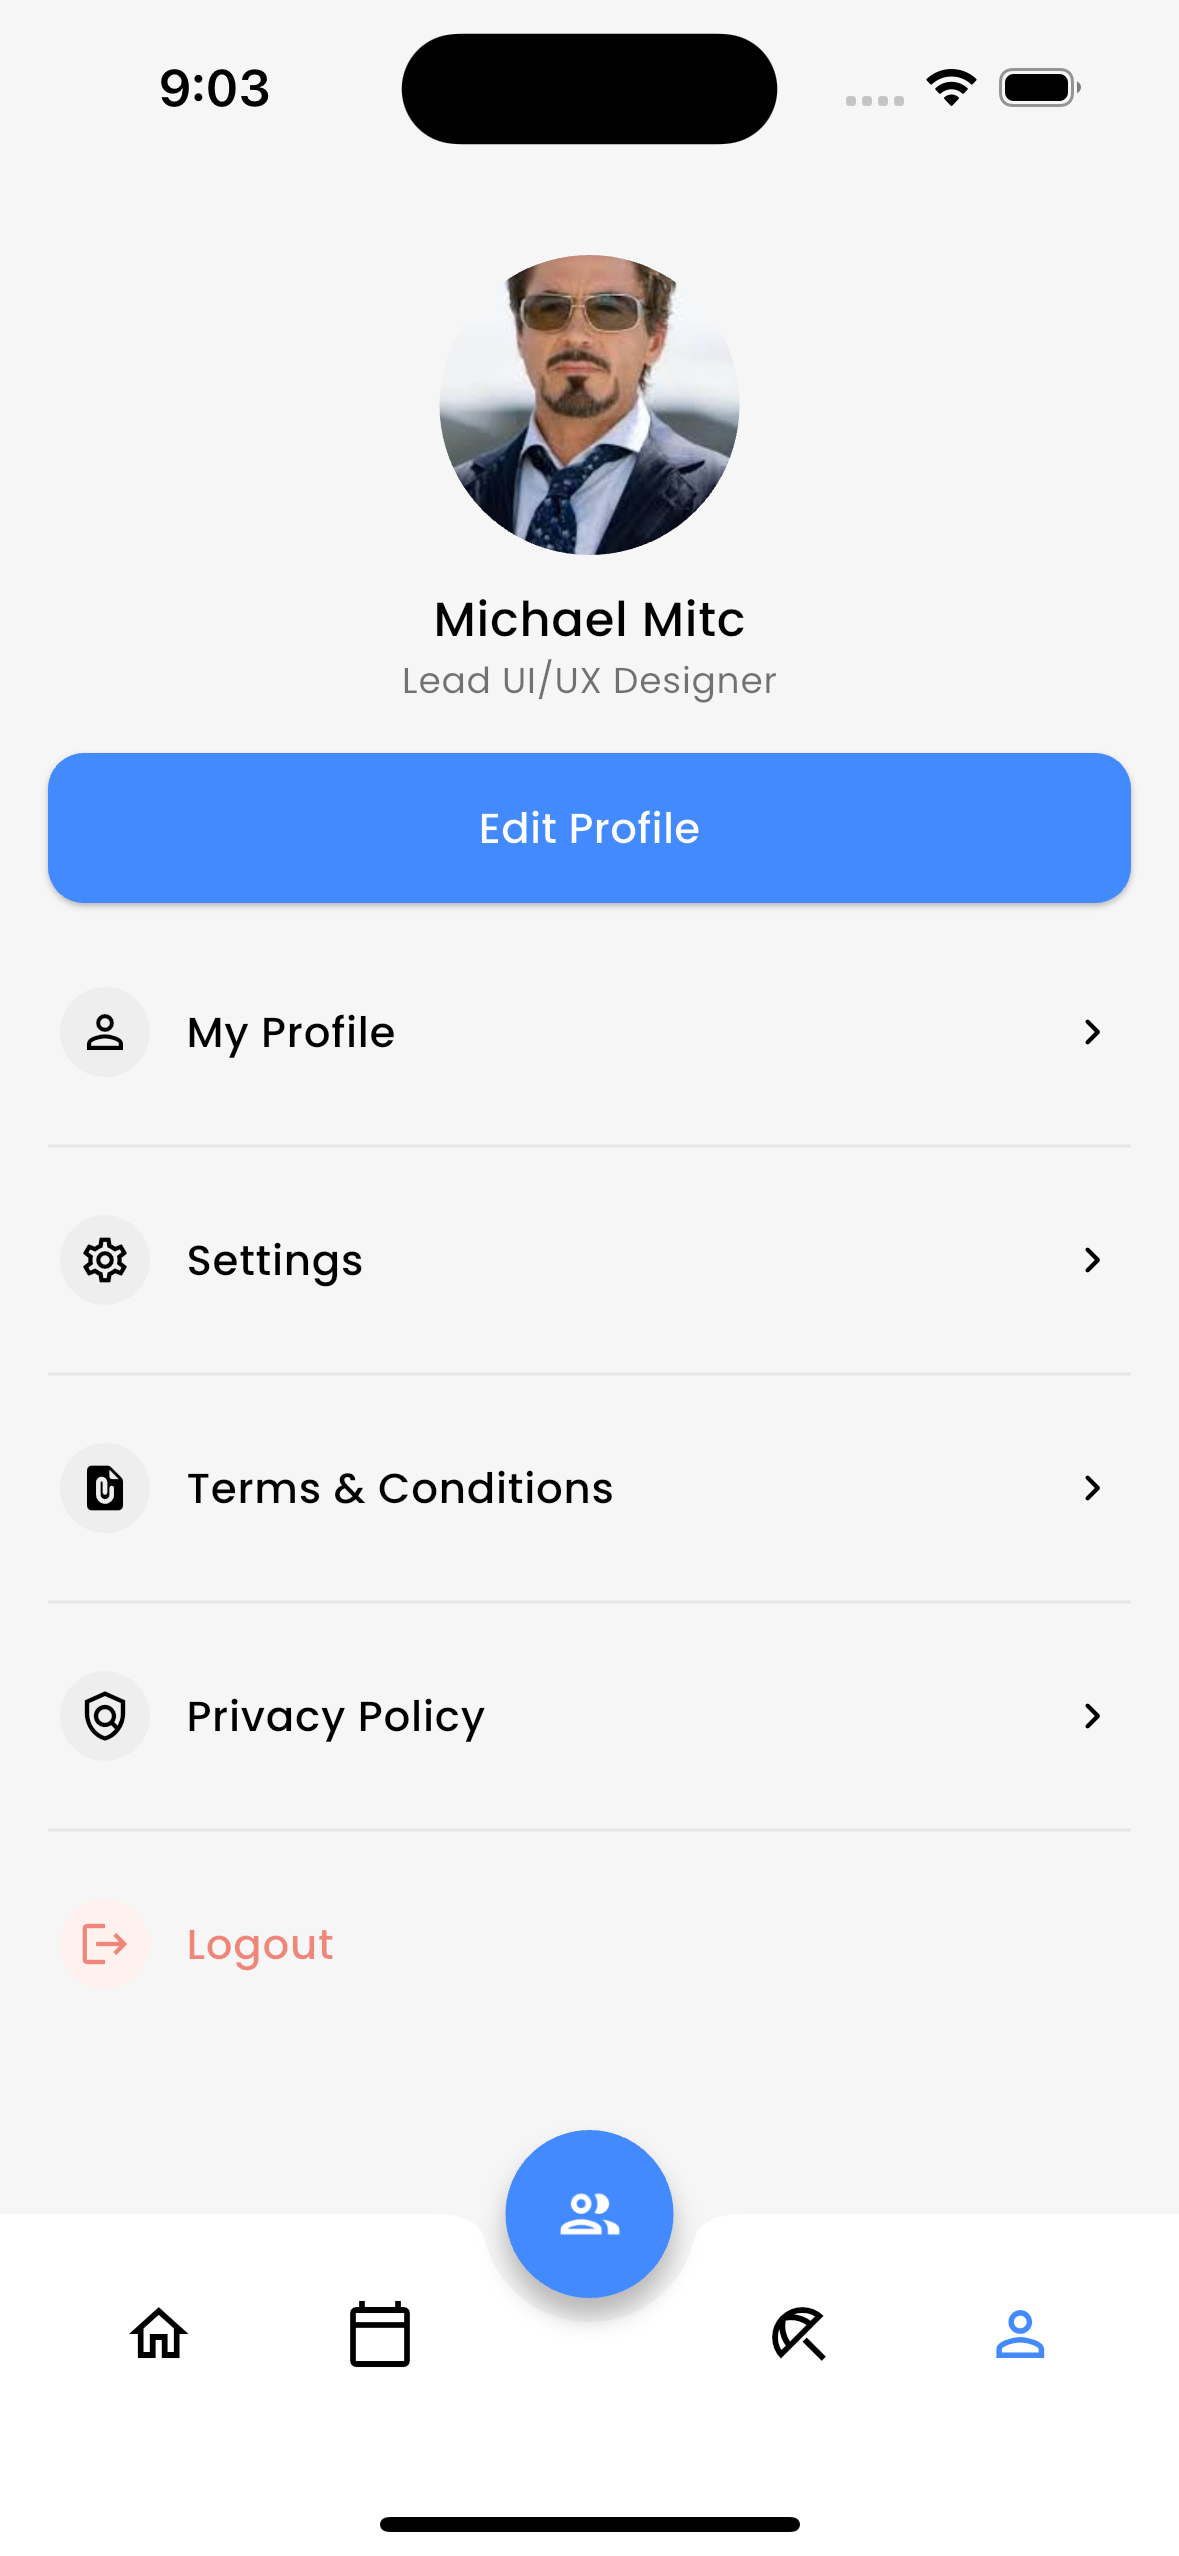 9:03
Michael Mitc
Lead UI/UX Designer
Edit Profile
My Profile
Settings
Terms & Conditions
Privacy Policy
Logout